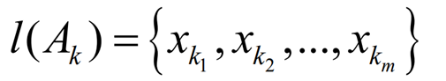 l(A_k) = {x_{k_1}, x_{k_2}, ..., x_{k_m}}